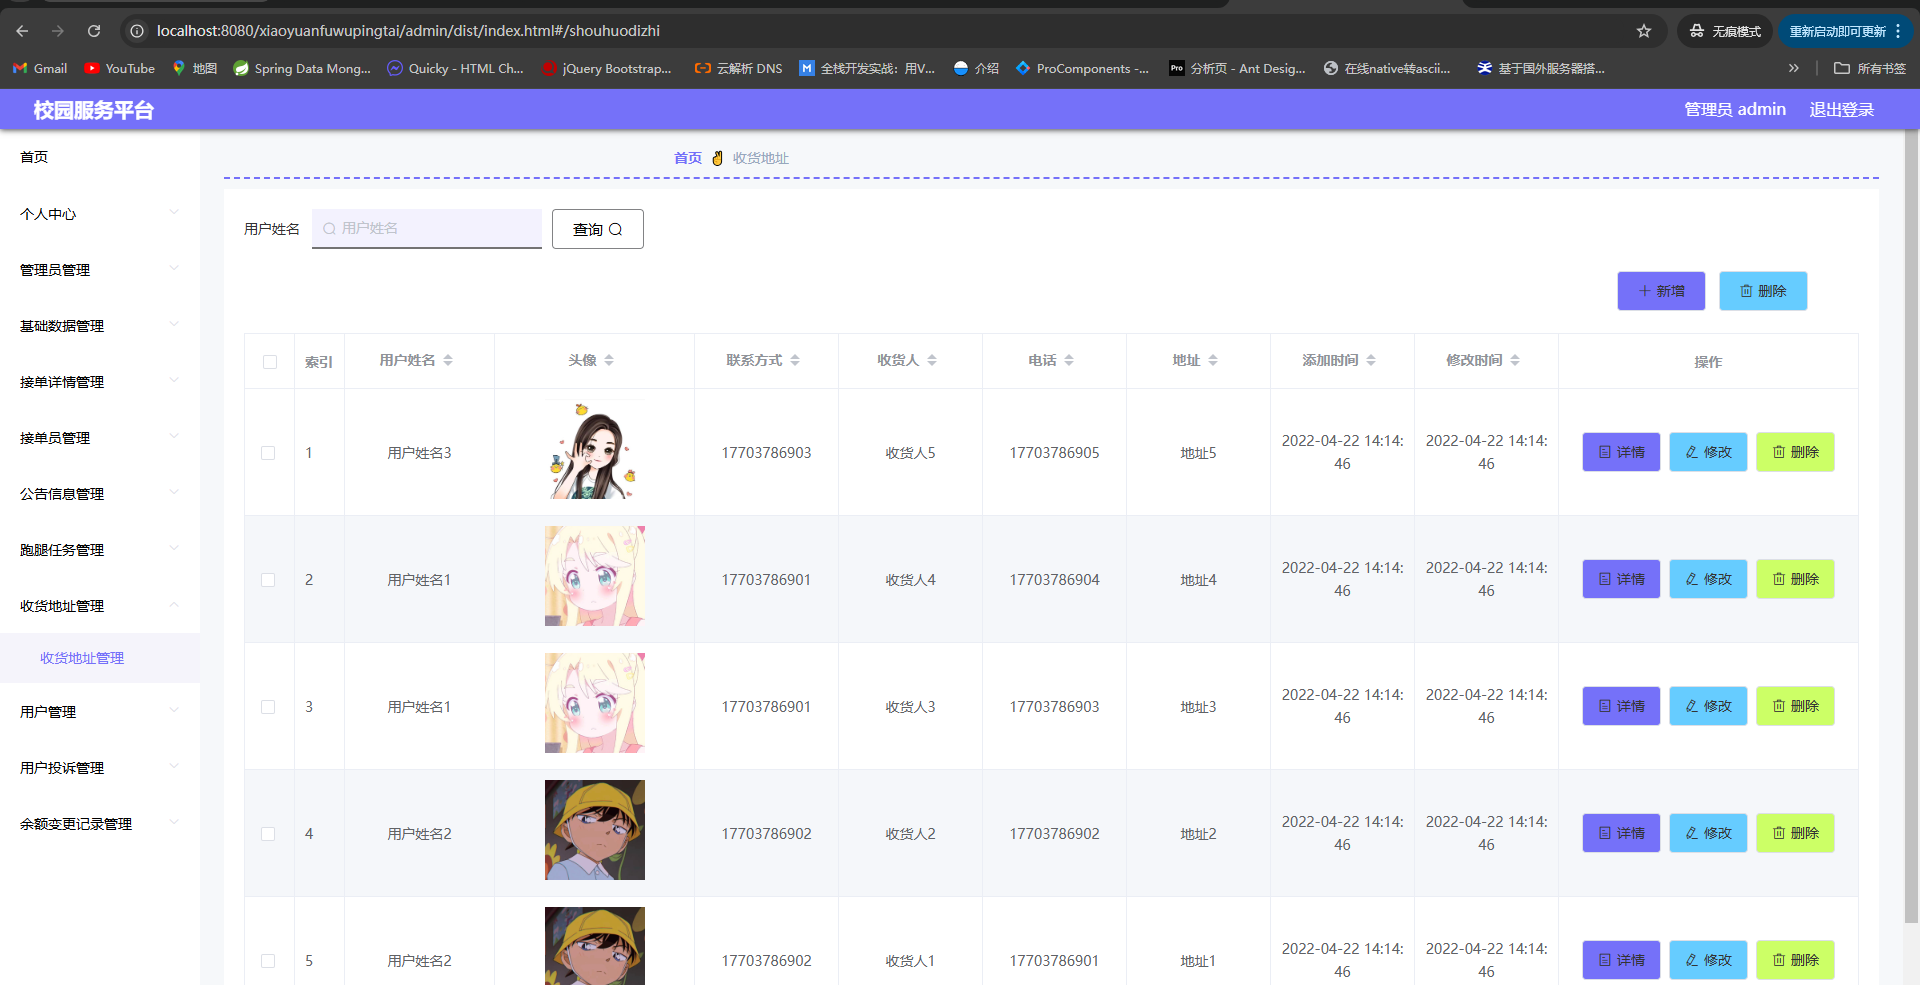 localhost:8080/xiaoyuanfuwupingtai/admin/dist/index.html#/shouhuodizhi
无痕模式
重新启动即可更新
Gmail
YouTube
地图
Spring Data Mong...
Quicky - HTML Ch...
jQuery Bootstrap...
云解析 DNS
全栈开发实战：用V...
介绍
ProComponents -...
Pro
分析页 - Ant Desig...
在线native转ascii...
基于国外服务器搭...
所有书签
校园服务平台
管理员 admin
退出登录
首页
个人中心
管理员管理
基础数据管理
接单详情管理
接单员管理
公告信息管理
跑腿任务管理
收货地址管理
收货地址管理
用户管理
用户投诉管理
余额变更记录管理
首页 收货地址
用户姓名 用户姓名 查询
新增 删除
索引 用户姓名 头像 联系方式 收货人 电话 地址 添加时间 修改时间 操作
1 用户姓名3 17703786903 收货人5 17703786905 地址5 2022-04-22 14:14:46 2022-04-22 14:14:46 详情 修改 删除
2 用户姓名1 17703786901 收货人4 17703786904 地址4 2022-04-22 14:14:46 2022-04-22 14:14:46 详情 修改 删除
3 用户姓名1 17703786901 收货人3 17703786903 地址3 2022-04-22 14:14:46 2022-04-22 14:14:46 详情 修改 删除
4 用户姓名2 17703786902 收货人2 17703786902 地址2 2022-04-22 14:14:46 2022-04-22 14:14:46 详情 修改 删除
5 用户姓名2 17703786902 收货人1 17703786901 地址1 2022-04-22 14:14:46 2022-04-22 14:14:46 详情 修改 删除